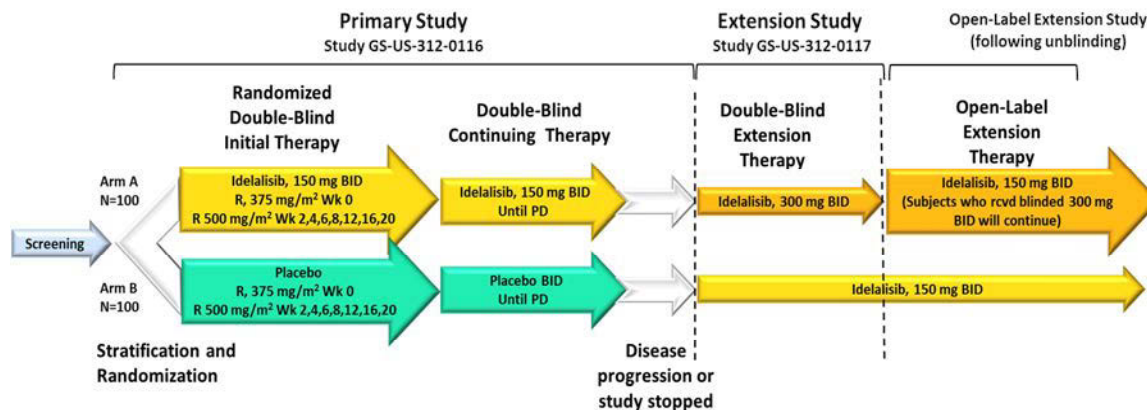 Primary Study
Study GS-US-312-0116
Extension Study
Study GS-US-312-0117
Open-Label Extension Study
(following unblinding)
Randomized
Double-Blind
Initial Therapy
Double-Blind
Continuing Therapy
Double-Blind
Extension
Therapy
Open-Label
Extension
Therapy
Screening
Arm A
N=100
Idelalisib, 150 mg BID
R, 375 mg/m² Wk 0
R 500 mg/m² Wk 2,4,6,8,12,16,20
Idelalisib, 150 mg BID
Until PD
Idelalisib, 300 mg BID
Idelalisib, 150 mg BID
(Subjects who rcvd blinded 300 mg
BID will continue)
Arm B
N=100
Placebo
R, 375 mg/m² Wk 0
R 500 mg/m² Wk 2,4,6,8,12,16,20
Placebo BID
Until PD
Idelalisib, 150 mg BID
Stratification and
Randomization
Disease
progression or
study stopped